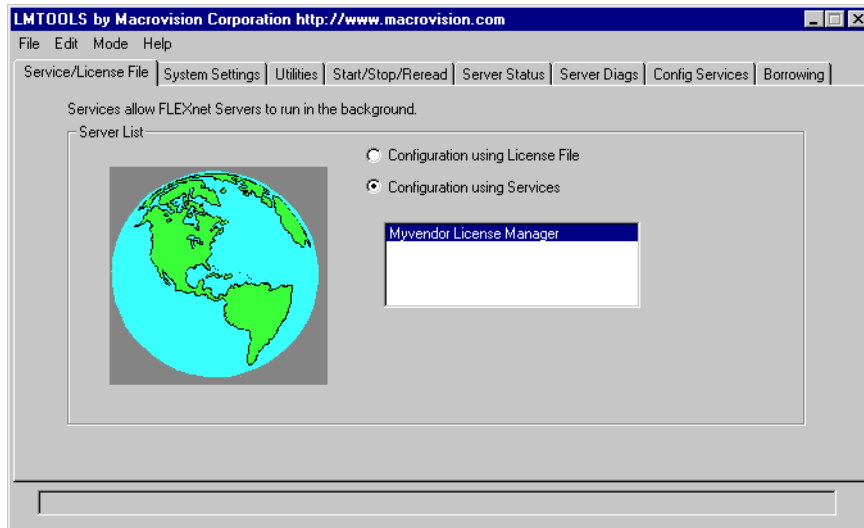 LMTOOLS by Macrovision Corporation http://www.macrovision.com
File Edit Mode Help
Service/License File System Settings Utilities Start/Stop/Reread Server Status Server Diags Config Services Borrowing
Services allow FLEXnet Servers to run in the background.
Server List
Configuration using License File
Configuration using Services
Myvendor License Manager